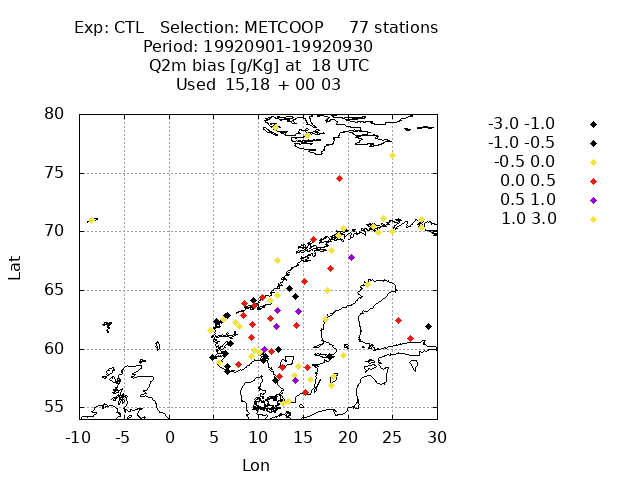 Exp: CTL Selection: METCOOP 77 stations
Period: 19920901-19920930
Q2m bias [g/Kg] at 18 UTC
Used 15,18 + 00 03
80
75
70
65
60
55
-10 -5 0 5 10 15 20 25 30
Lat
Lon
-3.0 -1.0
-1.0 -0.5
-0.5 0.0
0.0 0.5
0.5 1.0
1.0 3.0